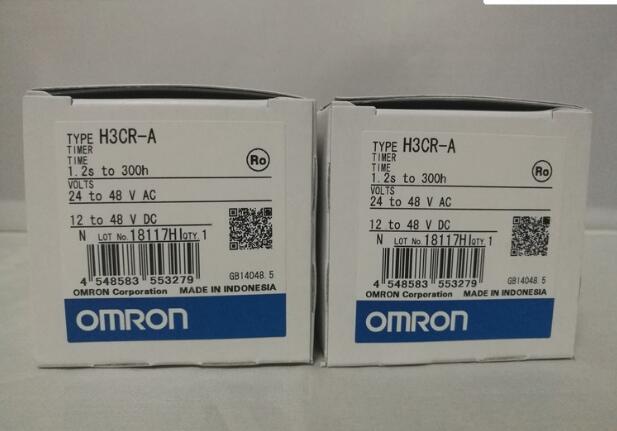 TYPE H3CR-A
TIMER
TIME
1.2s to 300h
Ro
VOLTS
24 to 48 V AC
12 to 48 V DC
N LOT No. 18117HI QTY. 1
4 548583 553279
GB14048.5
OMRON Corporation MADE IN INDONESIA
OMRON
TYPE H3CR-A
TIMER
TIME
1.2s to 300h
Ro
VOLTS
24 to 48 V AC
12 to 48 V DC
N LOT No. 18117HI QTY. 1
4 548583 553279
GB14048.5
OMRON Corporation MADE IN INDONESIA
OMRON